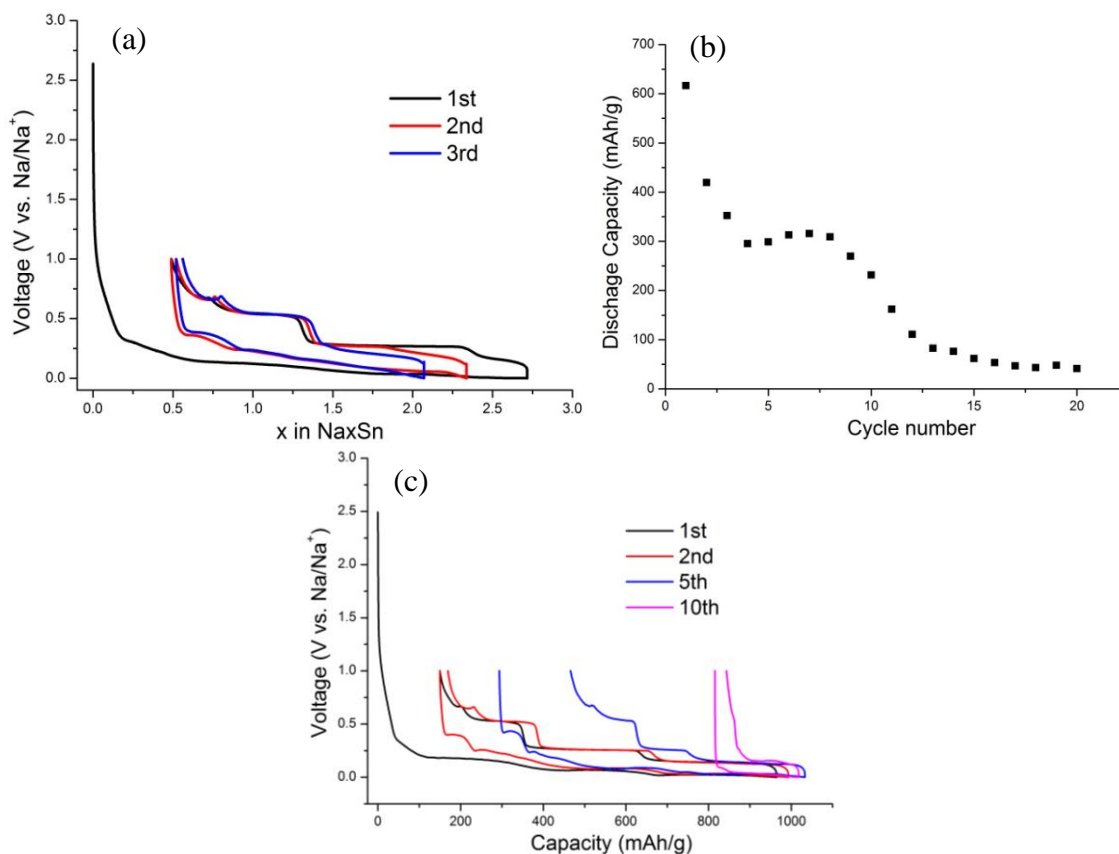 (a)
1st
2nd
3rd
Voltage (V vs. Na/Na⁺)
3.0
2.5
2.0
1.5
1.0
0.5
0.0
0.0 0.5 1.0 1.5 2.0 2.5 3.0
x in NaxSn
(b)
Dischage Capacity (mAh/g)
700
600
500
400
300
200
100
0
0 5 10 15 20
Cycle number
(c)
1st
2nd
5th
10th
Voltage (V vs. Na/Na⁺)
3.0
2.5
2.0
1.5
1.0
0.5
0.0
0 200 400 600 800 1000
Capacity (mAh/g)